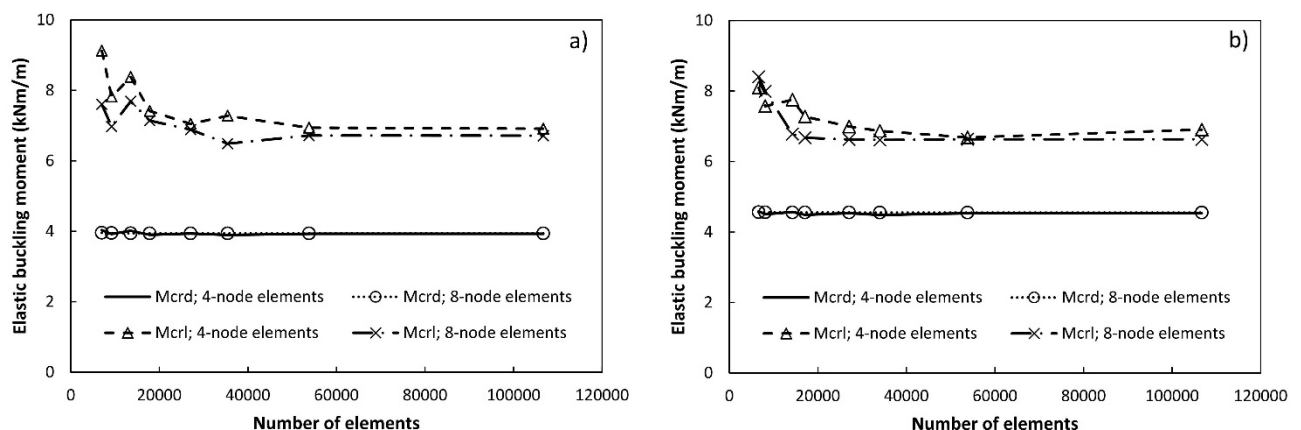 a)
Elastic buckling moment (kNm/m)
10
8
6
4
2
0
Mcrd; 4-node elements
Mcrd; 8-node elements
Mcrl; 4-node elements
Mcrl; 8-node elements
0 20000 40000 60000 80000 100000 120000
Number of elements
b)
Elastic buckling moment (kNm/m)
10
8
6
4
2
0
Mcrd; 4-node elements
Mcrd; 8-node elements
Mcrl; 4-node elements
Mcrl; 8-node elements
0 20000 40000 60000 80000 100000 120000
Number of elements